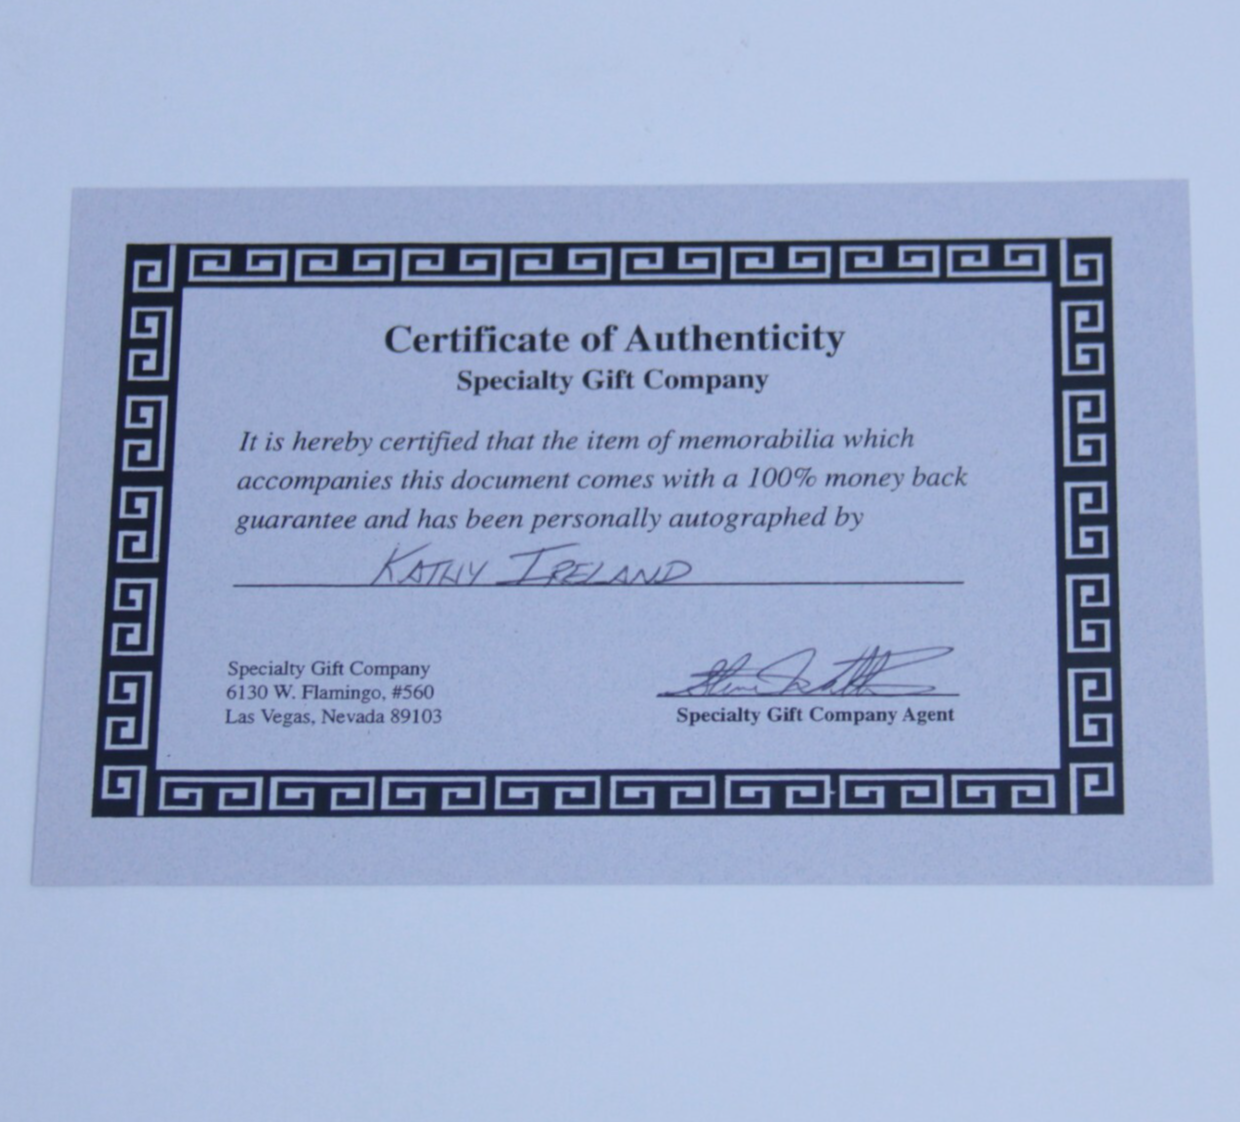 Certificate of Authenticity
Specialty Gift Company
It is hereby certified that the item of memorabilia which
accompanies this document comes with a 100% money back
guarantee and has been personally autographed by
KATHY IRELAND
Specialty Gift Company
6130 W. Flamingo, #560
Las Vegas, Nevada 89103
Specialty Gift Company Agent